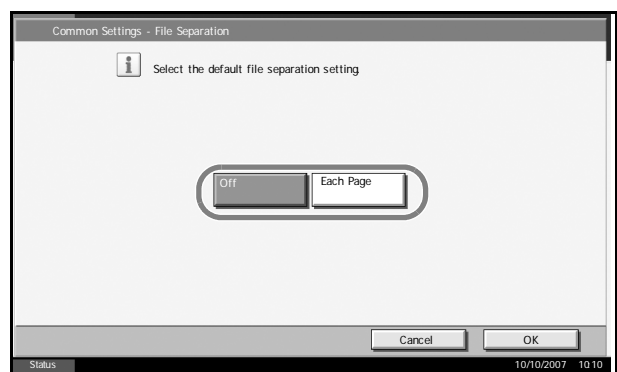 Common Settings - File Separation
i
Select the default file separation setting.
Off
Each Page
Cancel
OK
Status
10/10/2007 10:10